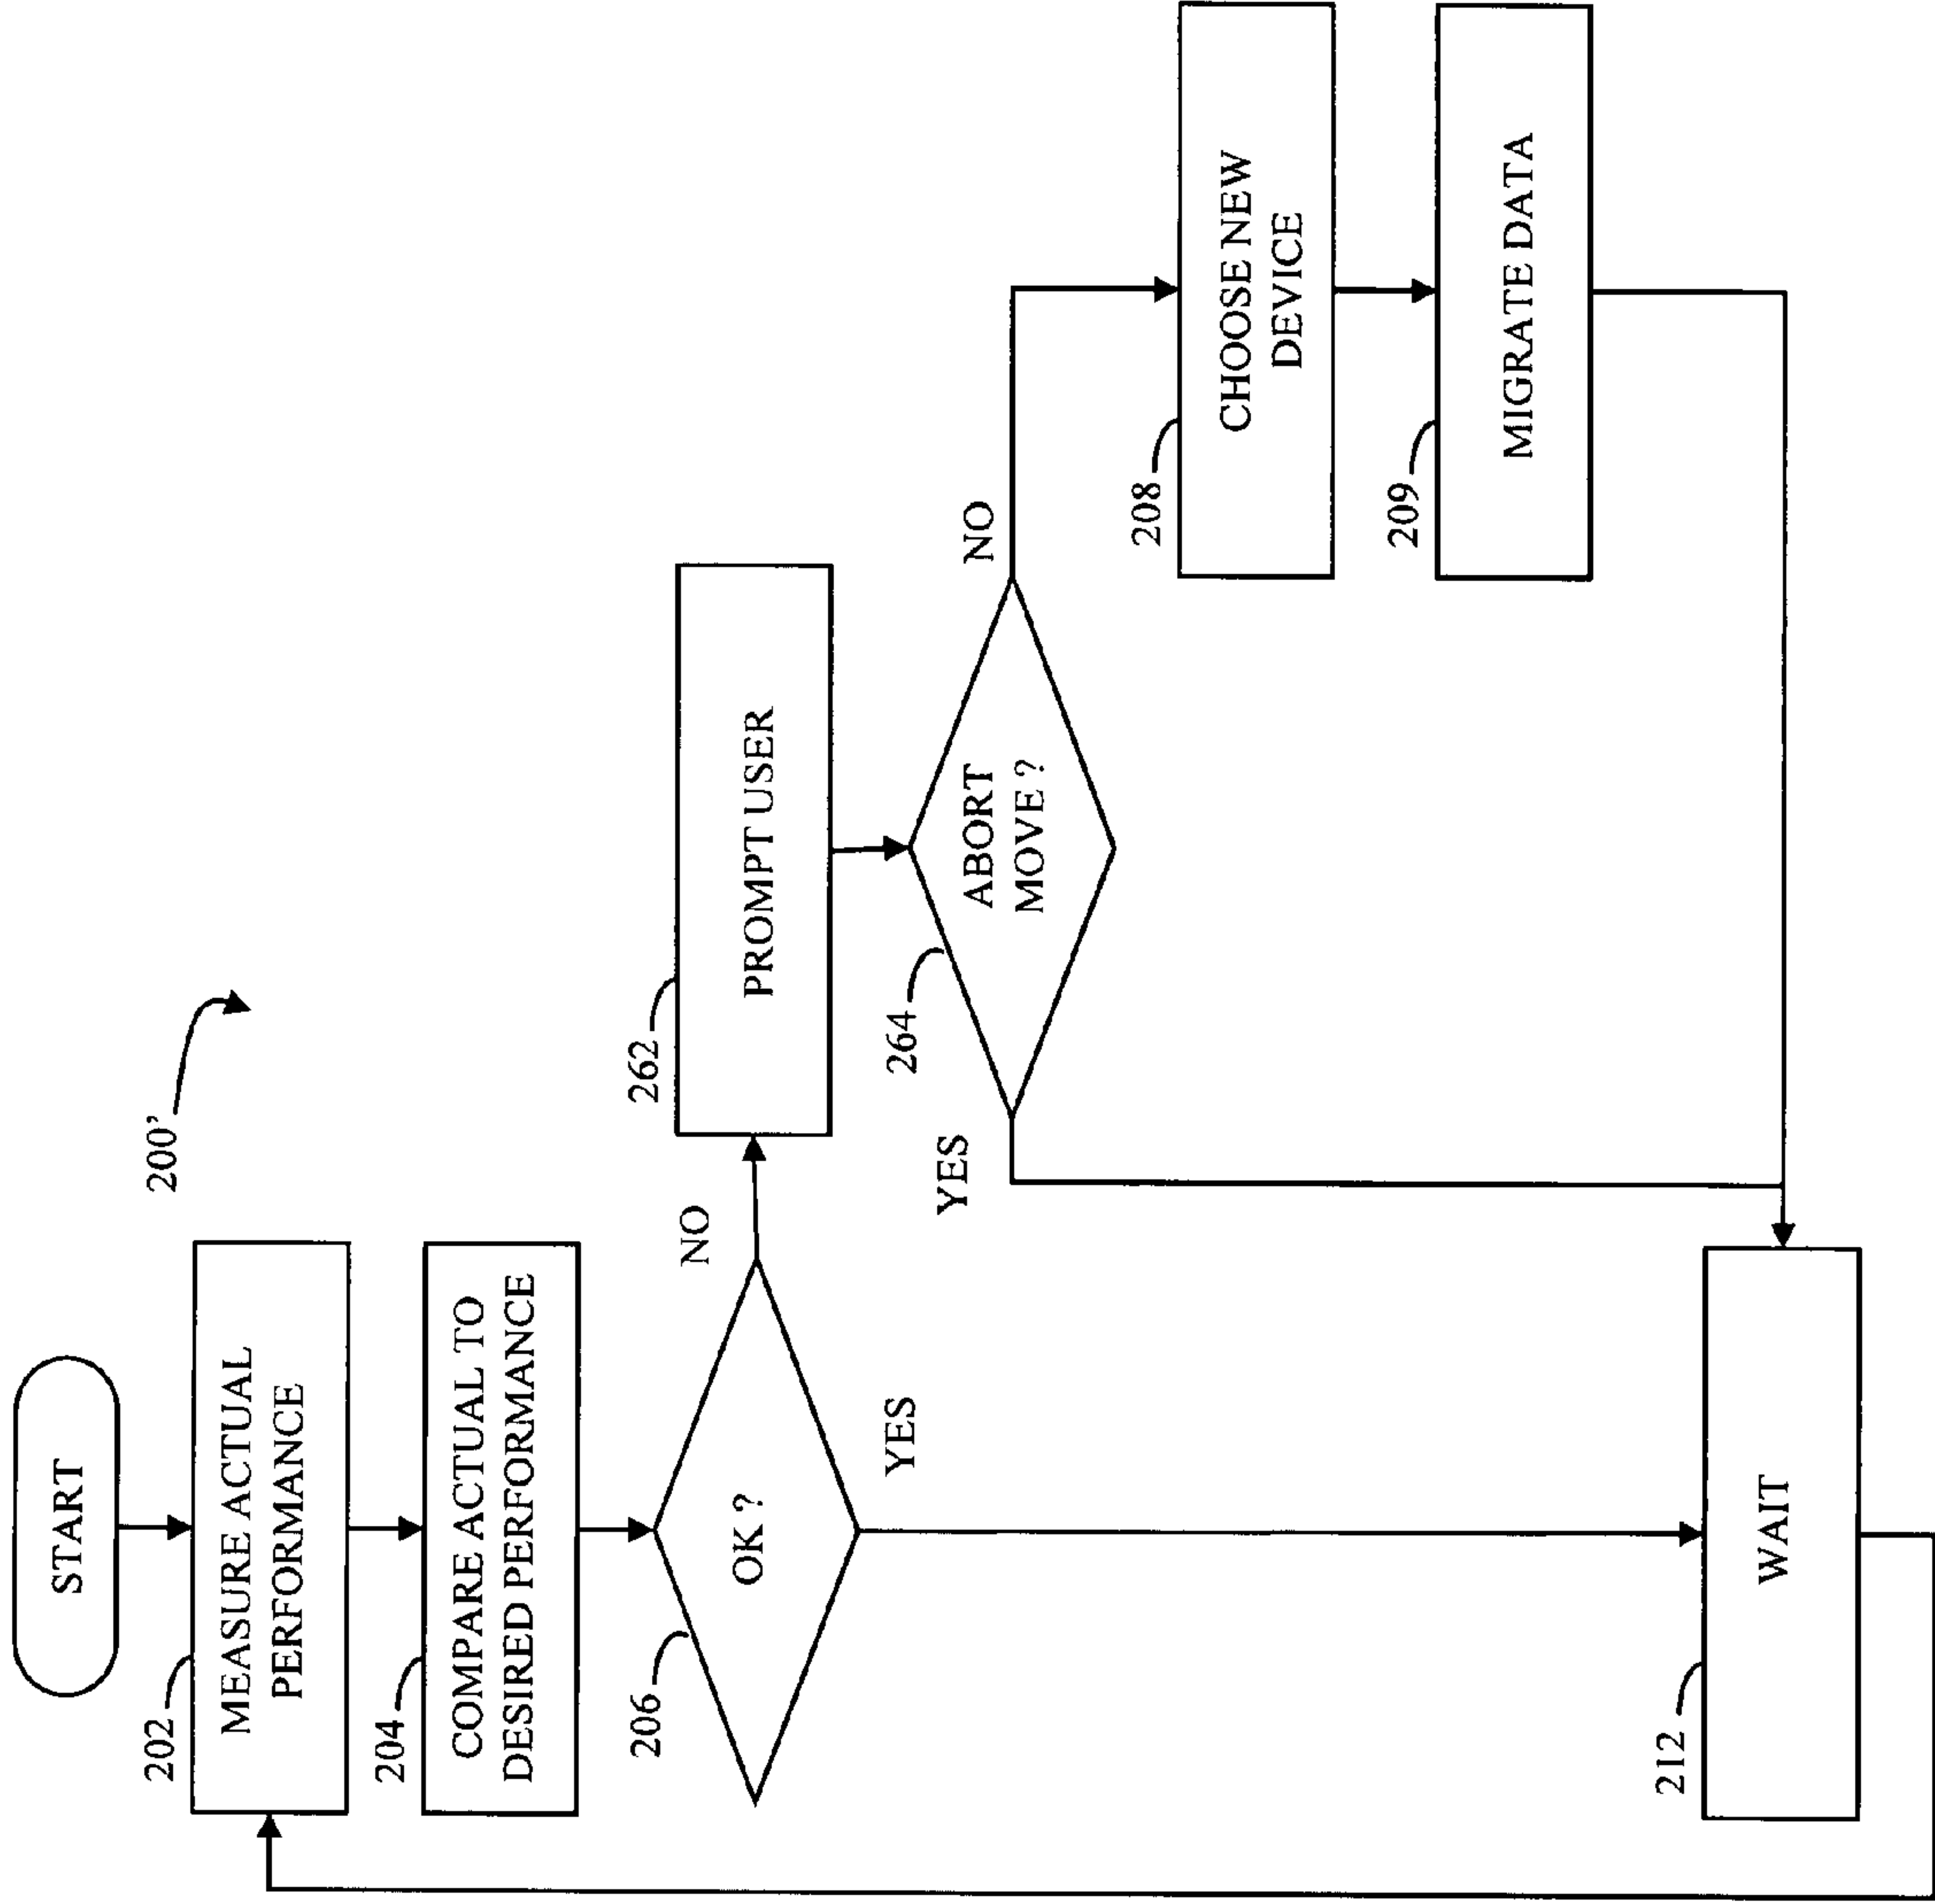 200’
START
202
MEASURE ACTUAL
PERFORMANCE
204
COMPARE ACTUAL TO
DESIRED PERFORMANCE
206
OK ?
NO
YES
262
PROMPT USER
264
ABORT
MOVE ?
YES
NO
208
CHOOSE NEW
DEVICE
209
MIGRATE DATA
212
WAIT